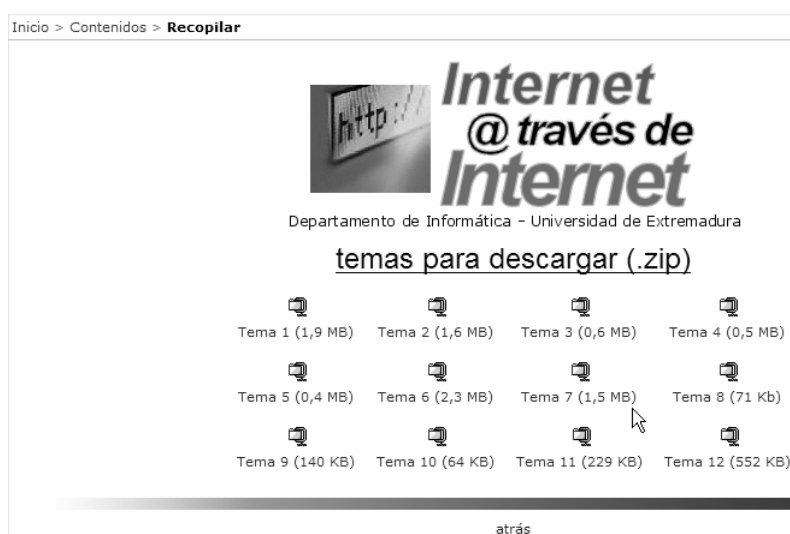 Inicio > Contenidos > Recopilar
http://
Internet
@ través de
Internet
Departamento de Informática - Universidad de Extremadura
temas para descargar (.zip)
Tema 1 (1,9 MB) Tema 2 (1,6 MB) Tema 3 (0,6 MB) Tema 4 (0,5 MB)
Tema 5 (0,4 MB) Tema 6 (2,3 MB) Tema 7 (1,5 MB) Tema 8 (71 Kb)
Tema 9 (140 KB) Tema 10 (64 KB) Tema 11 (229 KB) Tema 12 (552 KB)
atrás